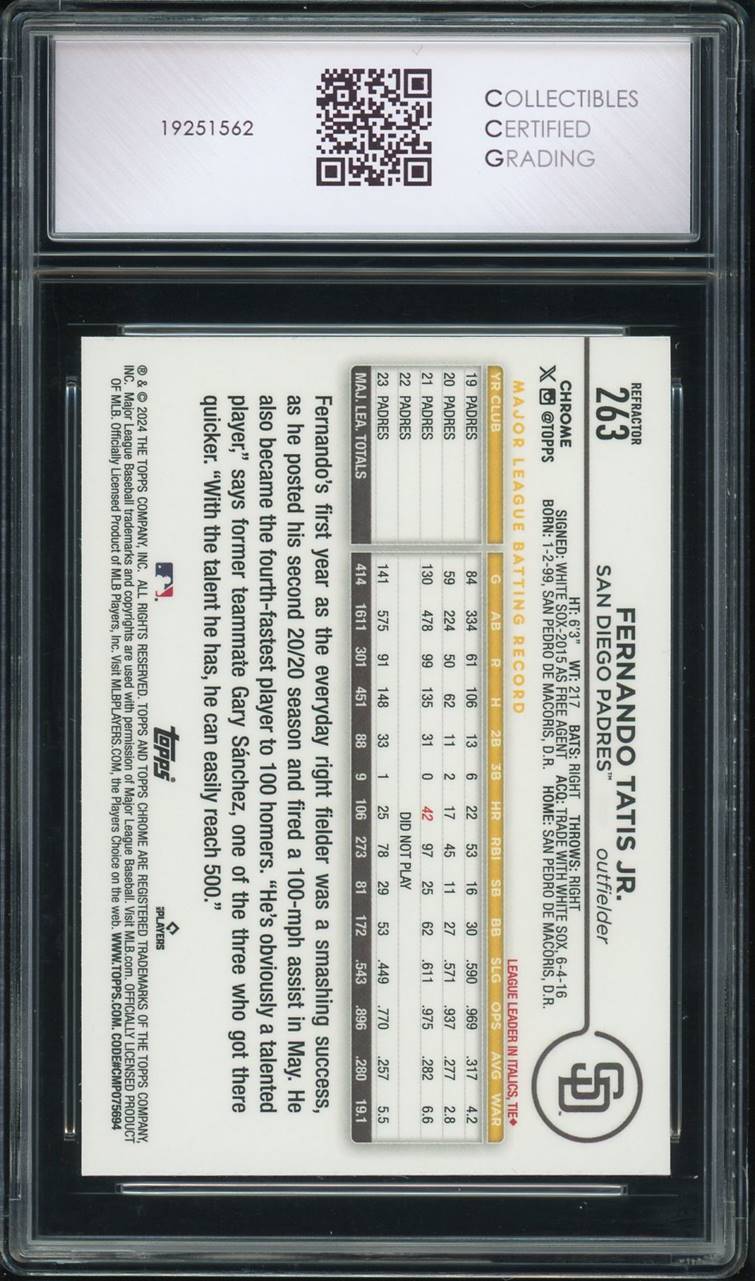 19251562
COLLECTIBLES
CERTIFIED
GRADING
REFRACTOR
263
FERNANDO TATIS JR.
SAN DIEGO PADRES™ outfielder
SD
CHROME
X @TOPPS
HT: 6'3" WT: 217 BATS: RIGHT THROWS: RIGHT
SIGNED: WHITE SOX-2015 AS FREE AGENT ACQ: TRADE WITH WHITE SOX, 6-4-16
BORN: 1-2-99, SAN PEDRO DE MACORIS, D.R. HOME: SAN PEDRO DE MACORIS, D.R.
MAJOR LEAGUE BATTING RECORD LEAGUE LEADER IN ITALICS, TIE♦
YR CLUB G AB R H 2B 3B HR RBI SB BB SLG OPS AVG WAR
19 PADRES 84 334 61 106 13 6 22 53 16 30 .590 .969 .317 4.2
20 PADRES 59 224 50 62 11 2 17 45 11 27 .571 .937 .277 2.8
21 PADRES 130 478 99 135 31 0 42 97 25 62 .611 .975 .282 6.6
22 PADRES DID NOT PLAY
23 PADRES 141 575 91 148 33 1 25 78 29 53 .449 .770 .257 5.5
MAJ. LEA. TOTALS 414 1611 301 451 88 9 106 273 81 172 .543 .896 .280 19.1
Fernando's first year as the everyday right fielder was a smashing success,
as he posted his second 20/20 season and fired a 100-mph assist in May. He
also became the fourth-fastest player to 100 homers. "He's obviously a talented
player," says former teammate Gary Sánchez, one of the three who got there
quicker. "With the talent he has, he can easily reach 500."
topps
PLAYERS
® & © 2024 THE TOPPS COMPANY, INC. ALL RIGHTS RESERVED. TOPPS AND TOPPS CHROME ARE REGISTERED TRADEMARKS OF THE TOPPS COMPANY,
INC. Major League Baseball trademarks and copyrights are used with permission of Major League Baseball. Visit MLB.com. OFFICIALLY LICENSED PRODUCT
OF MLB. Officially Licensed Product of MLB Players, Inc. Visit MLBPLAYERS.COM, the Players Choice on the web. WWW.TOPPS.COM. CODE#CMP075694